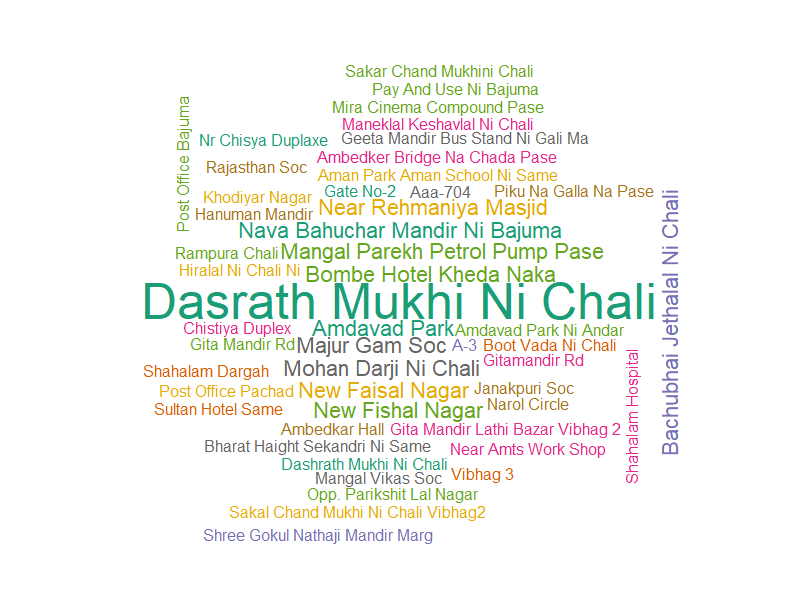 Sakar Chand Mukhini Chali
Pay And Use Ni Bajuma
Mira Cinema Compound Pase
Maneklal Keshavlal Ni Chali
Post Office Bajuma
Nr Chisya Duplaxe
Geeta Mandir Bus Stand Ni Gali Ma
Ambedker Bridge Na Chada Pase
Rajasthan Soc
Aman Park Aman School Ni Same
Khodiyar Nagar
Gate No-2
Aaa-704
Piku Na Galla Na Pase
Hanuman Mandir
Near Rehmaniya Masjid
Nava Bahuchar Mandir Ni Bajuma
Rampura Chali
Mangal Parekh Petrol Pump Pase
Hiralal Ni Chali Ni
Bombe Hotel Kheda Naka
Dasrath Mukhi Ni Chali
Bachubhai Jethalal Ni Chali
Chistiya Duplex
Amdavad Park
Amdavad Park Ni Andar
Gita Mandir Rd
Majur Gam Soc
A-3
Boot Vada Ni Chali
Gitamandir Rd
Shahalam Dargah
Mohan Darji Ni Chali
Post Office Pachad
New Faisal Nagar
Janakpuri Soc
Shahalam Hospital
Sultan Hotel Same
New Fishal Nagar
Narol Circle
Ambedkar Hall
Gita Mandir Lathi Bazar Vibhag 2
Bharat Haight Sekandri Ni Same
Near Amts Work Shop
Dashrath Mukhi Ni Chali
Mangal Vikas Soc
Vibhag 3
Opp. Parikshit Lal Nagar
Sakal Chand Mukhi Ni Chali Vibhag2
Shree Gokul Nathaji Mandir Marg